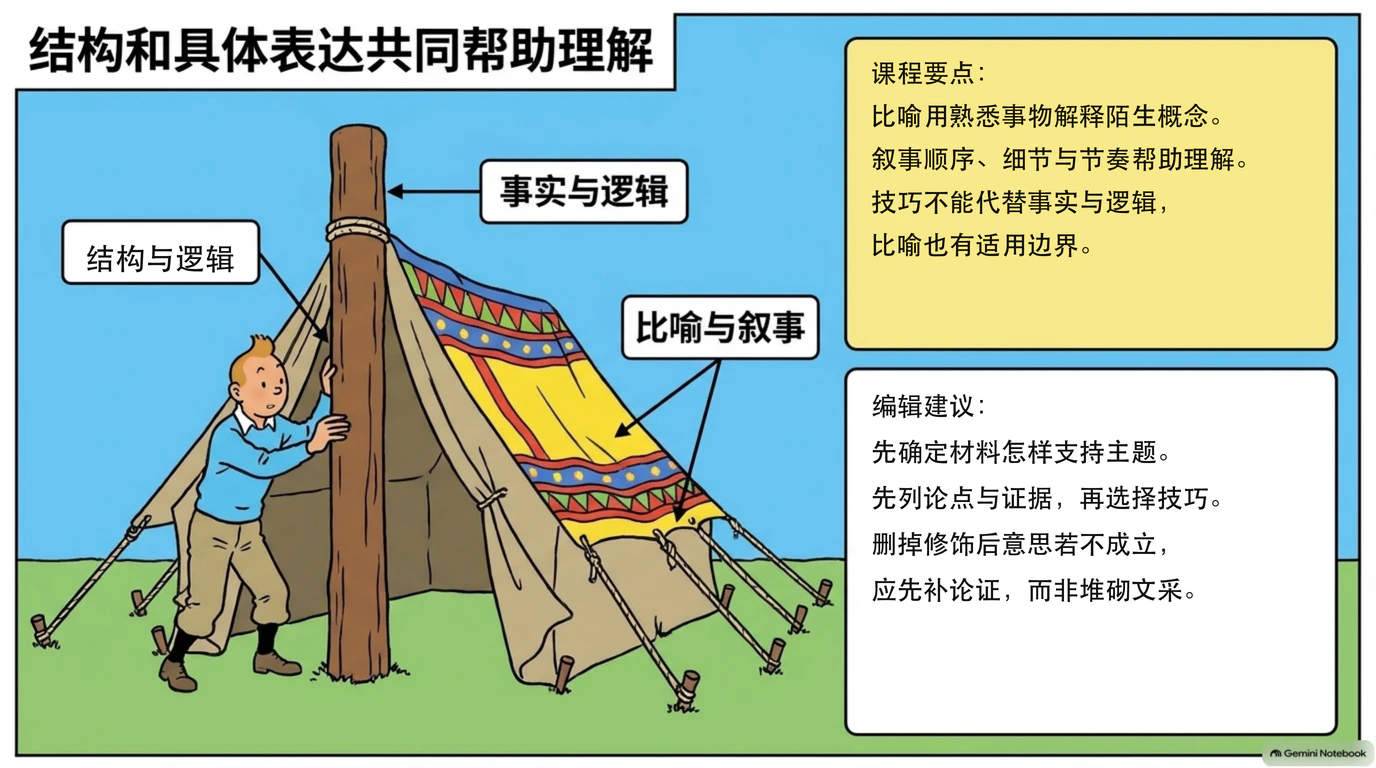 结构和具体表达共同帮助理解
事实与逻辑
结构与逻辑
比喻与叙事
课程要点：
比喻用熟悉事物解释陌生概念。
叙事顺序、细节与节奏帮助理解。
技巧不能代替事实与逻辑，
比喻也有适用边界。
编辑建议：
先确定材料怎样支持主题。
先列论点与证据，再选择技巧。
删掉修饰后意思若不成立，
应先补论证，而非堆砌文采。
Gemini Notebook